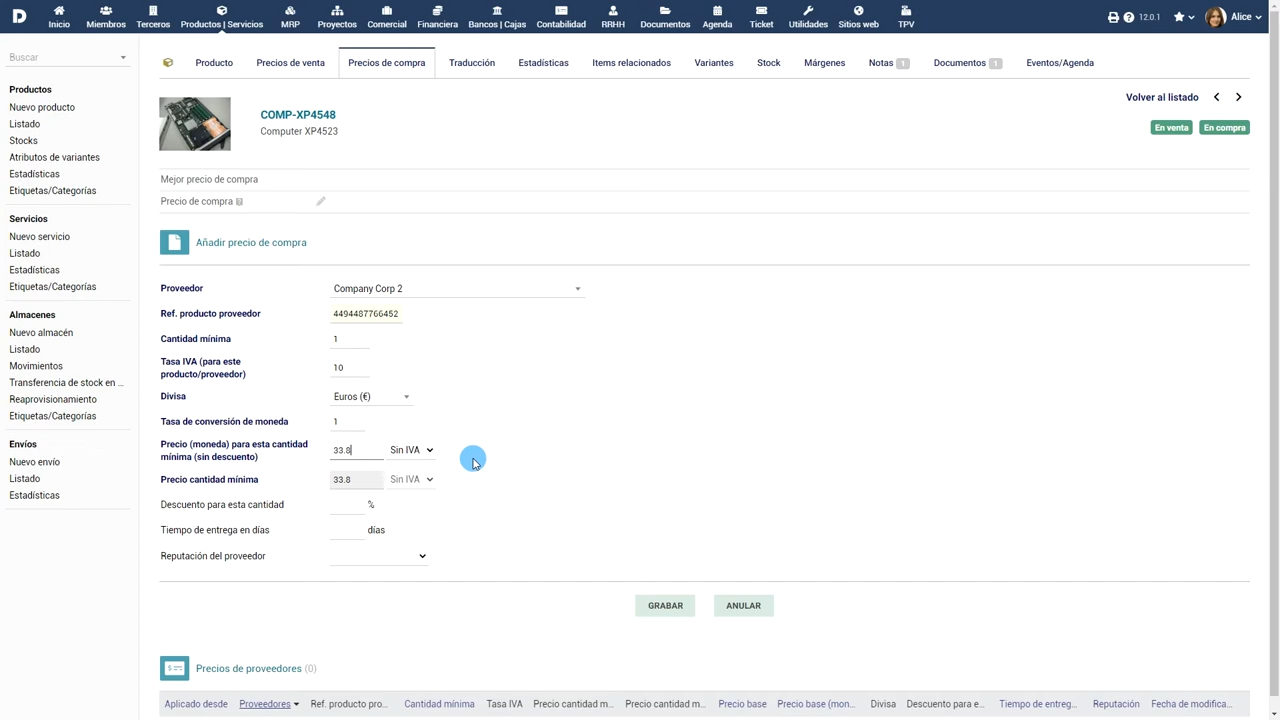 Inicio Miembros Terceros Productos | Servicios MRP Proyectos Comercial Financiera Bancos | Cajas Contabilidad RRHH Documentos Agenda Ticket Utilidades Sitios web TPV 12.0.1 Alice
Buscar
Productos
Nuevo producto
Listado
Stocks
Atributos de variantes
Estadísticas
Etiquetas/Categorías
Servicios
Nuevo servicio
Listado
Estadísticas
Etiquetas/Categorías
Almacenes
Nuevo almacén
Listado
Movimientos
Transferencia de stock en ...
Reaprovisionamiento
Etiquetas/Categorías
Envíos
Nuevo envío
Listado
Estadísticas
Producto Precios de venta Precios de compra Traducción Estadísticas Items relacionados Variantes Stock Márgenes Notas 1 Documentos 1 Eventos/Agenda
Volver al listado
COMP-XP4548
Computer XP4523
En venta En compra
Mejor precio de compra
Precio de compra
Añadir precio de compra
Proveedor Company Corp 2
Ref. producto proveedor 4494487766452
Cantidad mínima 1
Tasa IVA (para este
producto/proveedor) 10
Divisa Euros (€)
Tasa de conversión de moneda 1
Precio (moneda) para esta cantidad
mínima (sin descuento) 33.8 Sin IVA
Precio cantidad mínima 33.8 Sin IVA
Descuento para esta cantidad %
Tiempo de entrega en días días
Reputación del proveedor
GRABAR ANULAR
Precios de proveedores (0)
Aplicado desde Proveedores Ref. producto pro... Cantidad mínima Tasa IVA Precio cantidad m... Precio cantidad m... Precio base Precio base (mon... Divisa Descuento para e... Tiempo de entreg... Reputación Fecha de modifica...